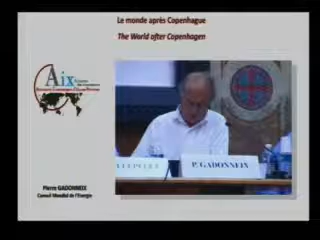 Le monde après Copenhague
The World after Copenhagen
Aix
P. GADONNEIX
Pierre GADONNEIX
Conseil Mondial de l'Energie